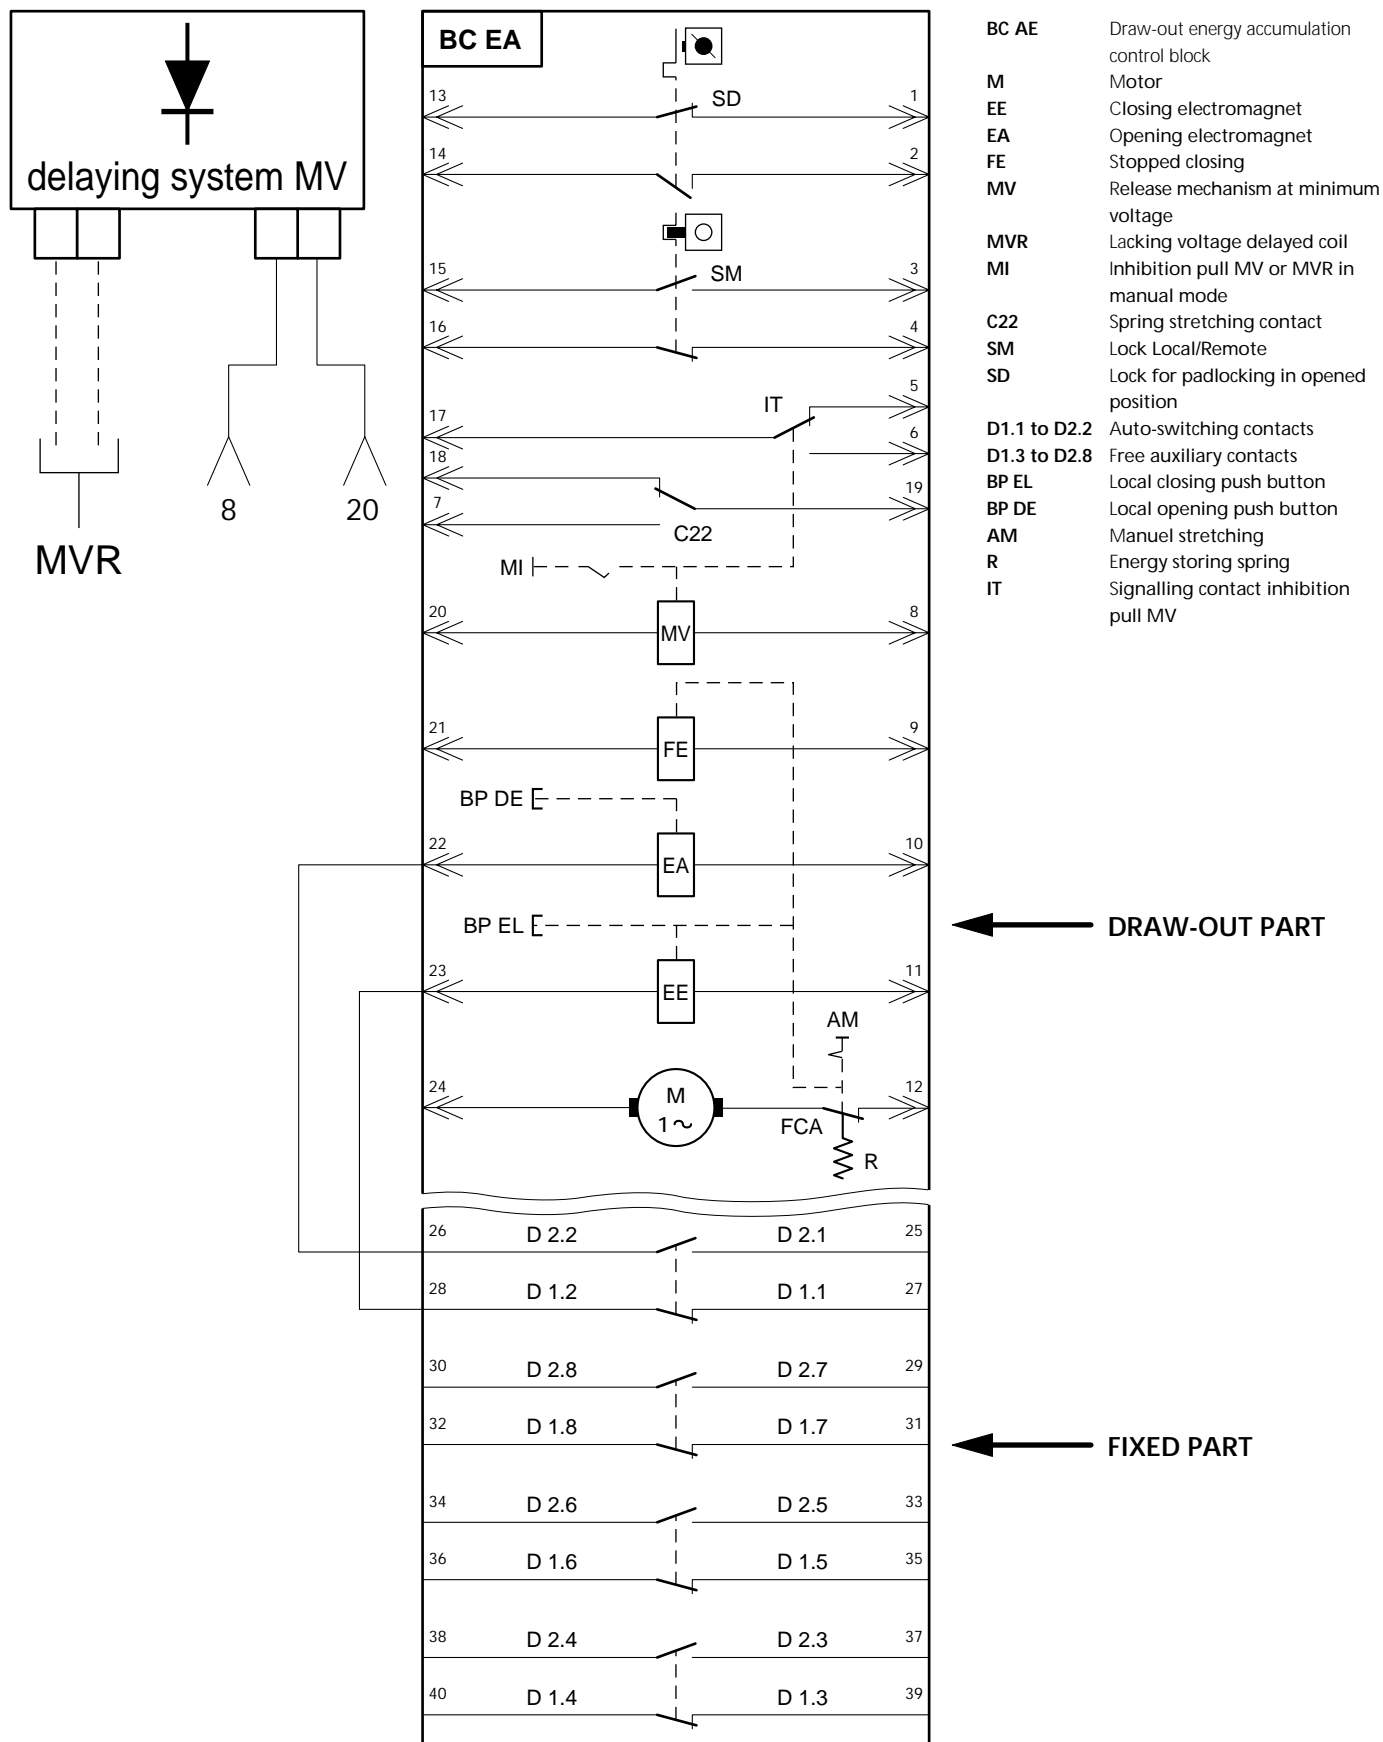 delaying system MV
8 20
MVR
BC EA
13 SD 1
14 2
15 SM 3
16 4
5
17 IT
6
18
19
7
C22
MI
20 MV 8
21 FE 9
BP DE
22 EA 10
BP EL
23 EE 11
AM
24 M 12
1~ FCA
R
26 D 2.2 D 2.1 25
28 D 1.2 D 1.1 27
30 D 2.8 D 2.7 29
32 D 1.8 D 1.7 31
34 D 2.6 D 2.5 33
36 D 1.6 D 1.5 35
38 D 2.4 D 2.3 37
40 D 1.4 D 1.3 39
BC AE Draw-out energy accumulation
control block
M Motor
EE Closing electromagnet
EA Opening electromagnet
FE Stopped closing
MV Release mechanism at minimum
voltage
MVR Lacking voltage delayed coil
MI Inhibition pull MV or MVR in
manual mode
C22 Spring stretching contact
SM Lock Local/Remote
SD Lock for padlocking in opened
position
D1.1 to D2.2 Auto-switching contacts
D1.3 to D2.8 Free auxiliary contacts
BP EL Local closing push button
BP DE Local opening push button
AM Manuel stretching
R Energy storing spring
IT Signalling contact inhibition
pull MV
DRAW-OUT PART
FIXED PART